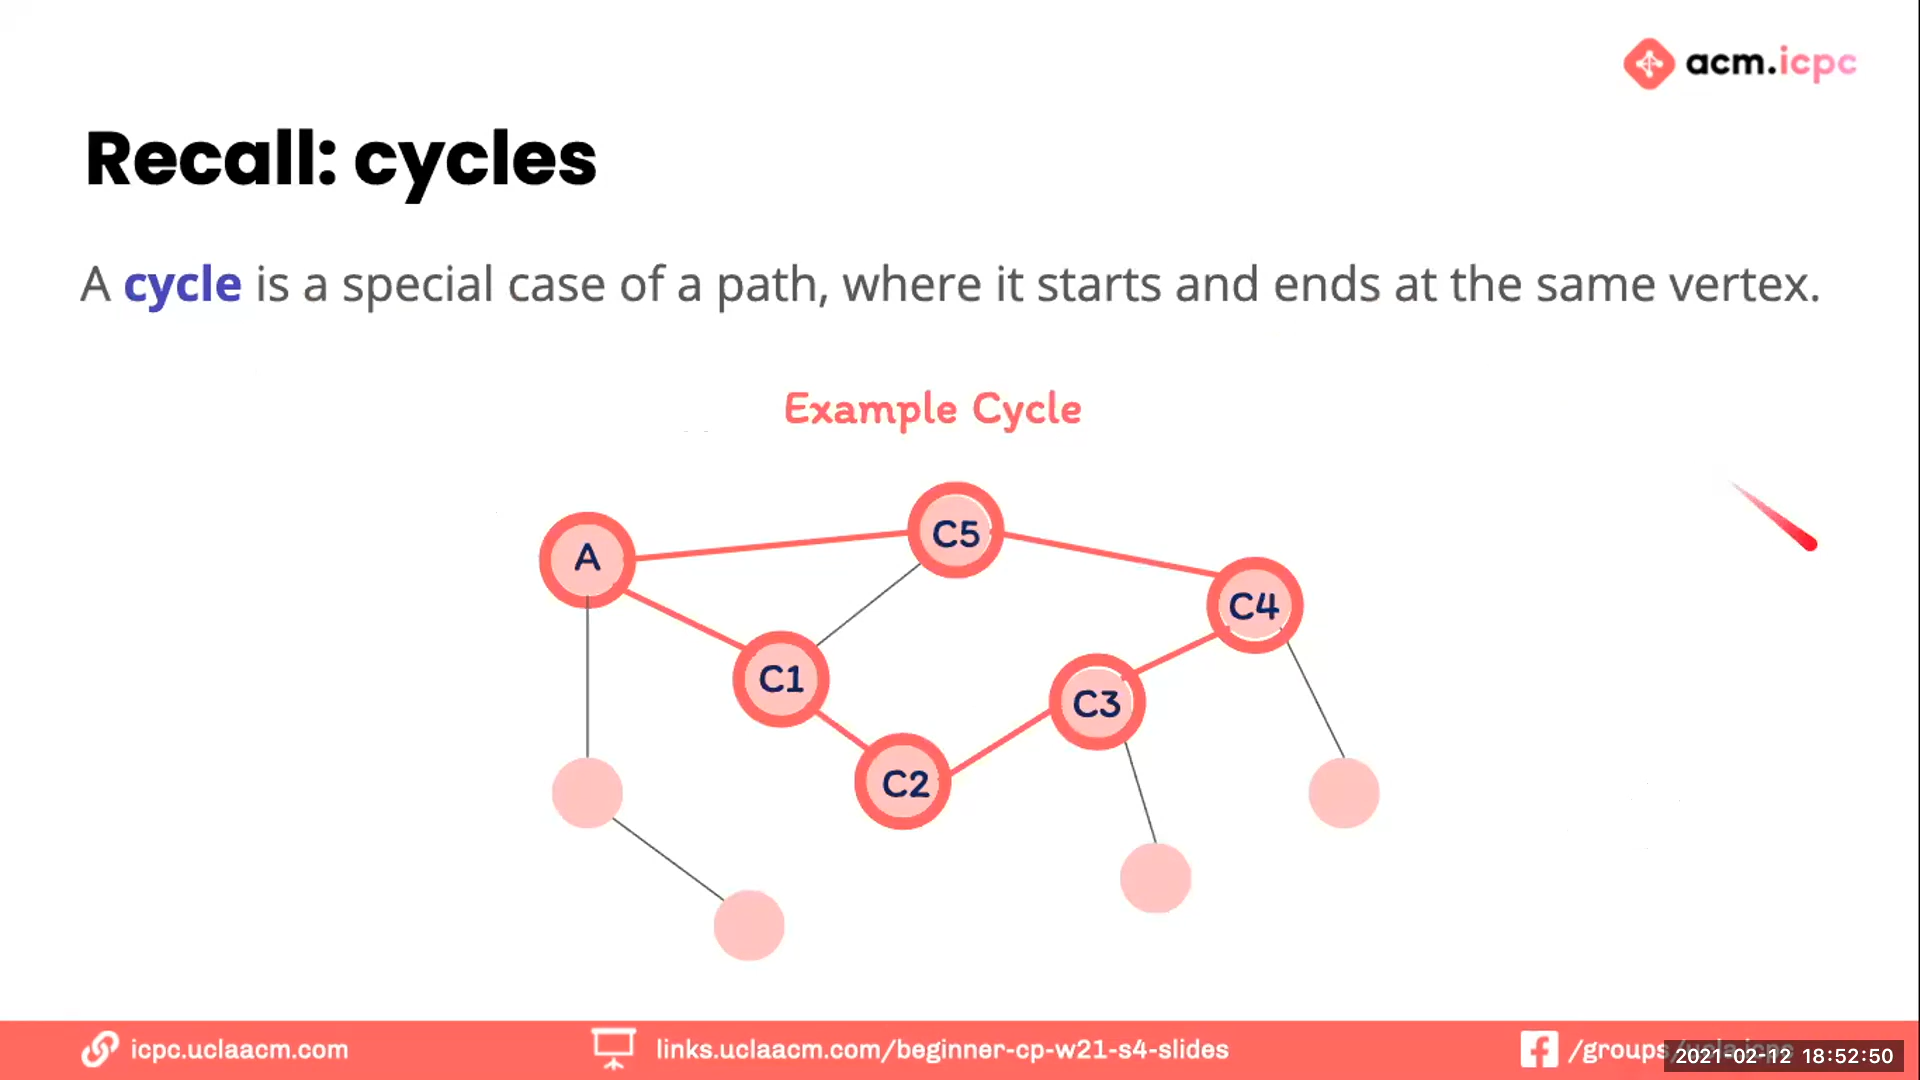 acm.icpc
Recall: cycles
A cycle is a special case of a path, where it starts and ends at the same vertex.
Example Cycle
C5
A
C4
C1
C3
C2
icpc.uclaacm.com
links.uclaacm.com/beginner-cp-w21-s4-slides
/groups
2021-02-12 18:52:50